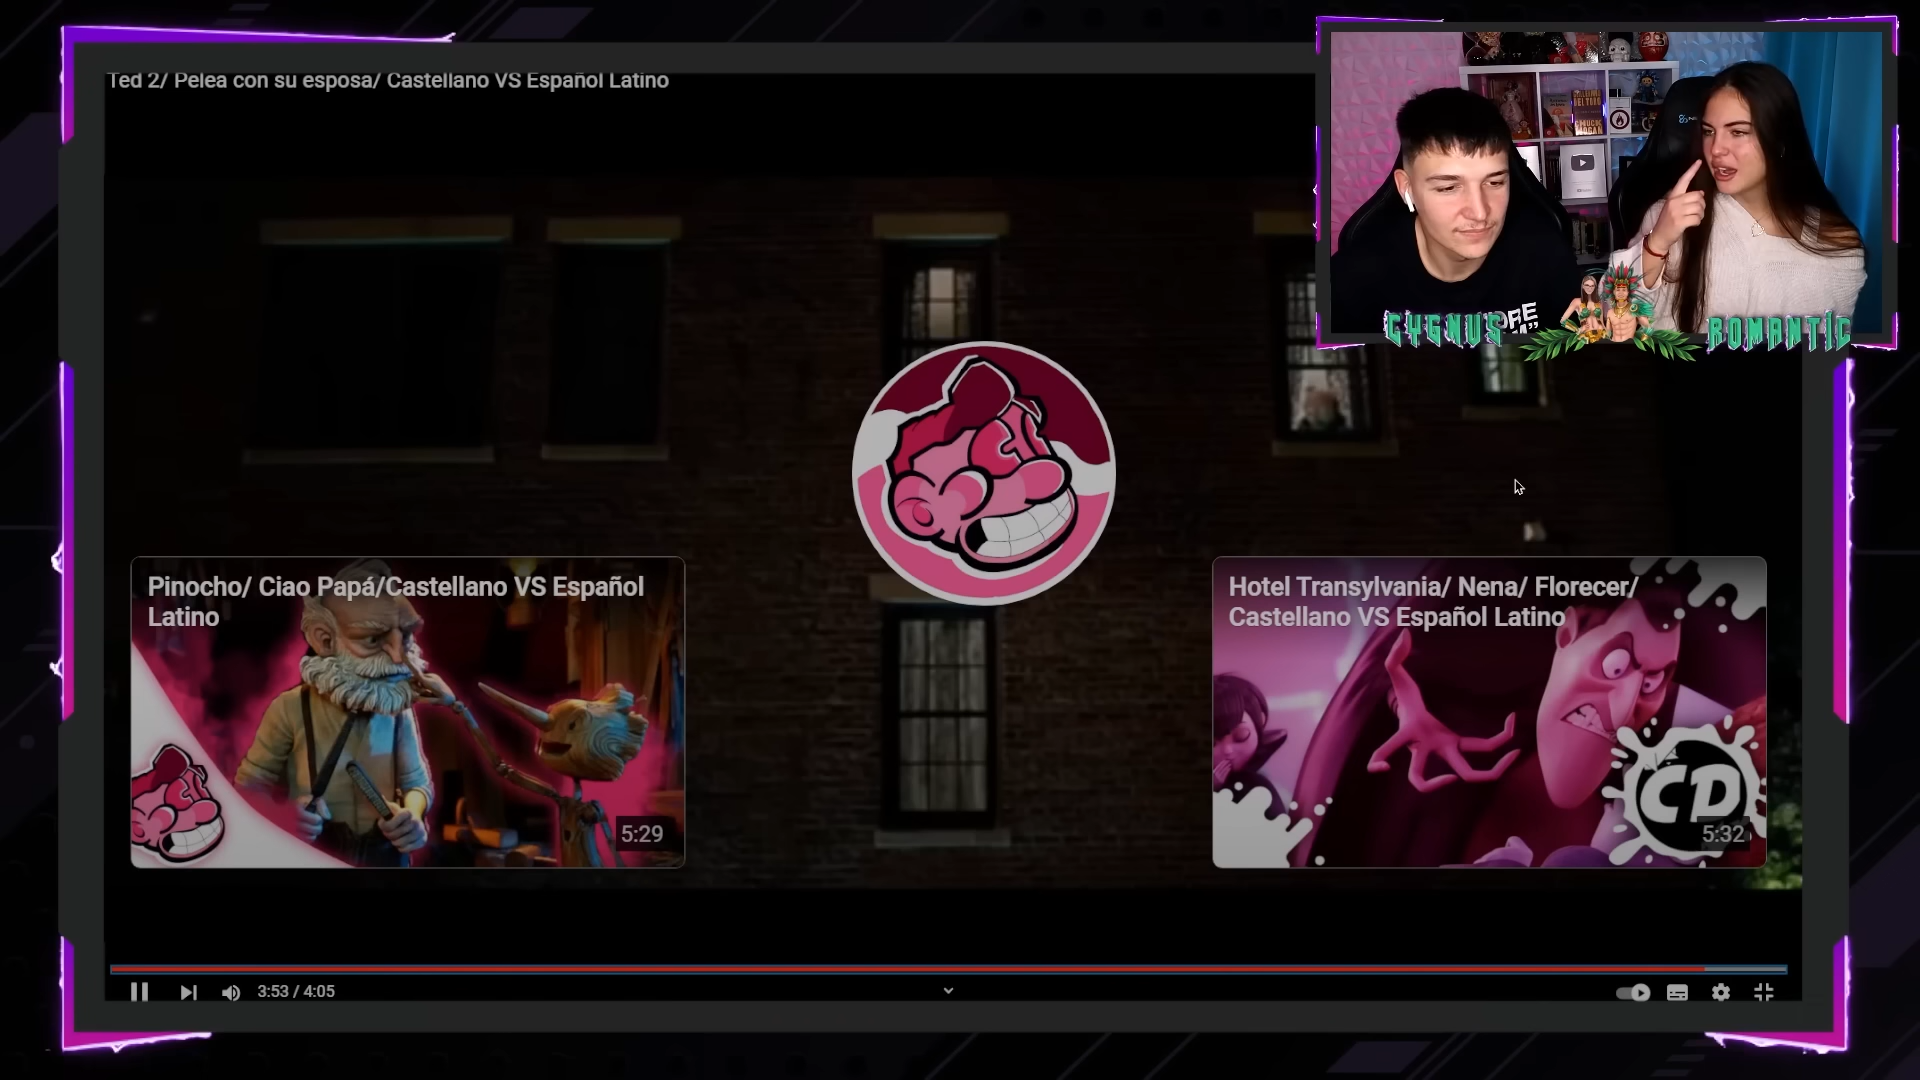 Ted 2/ Pelea con su esposa/ Castellano VS Español Latino
CYGNUS
ROMANTIC
Pinocho/ Ciao Papá/Castellano VS Español
Latino
5:29
Hotel Transylvania/ Nena/ Florecer/
Castellano VS Español Latino
CD
5:32
3:53 / 4:05